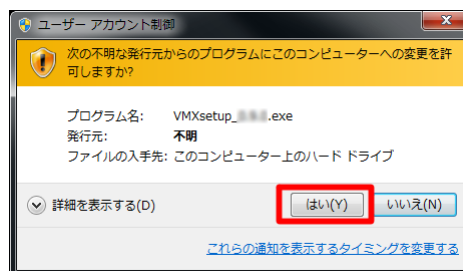 ユーザー アカウント制御
次の不明な発行元からのプログラムにこのコンピューターへの変更を許
可しますか?
プログラム名: VMXsetup_ .exe
発行元: 不明
ファイルの入手先: このコンピューター上のハード ドライブ
詳細を表示する(D)
はい(Y)
いいえ(N)
これらの通知を表示するタイミングを変更する